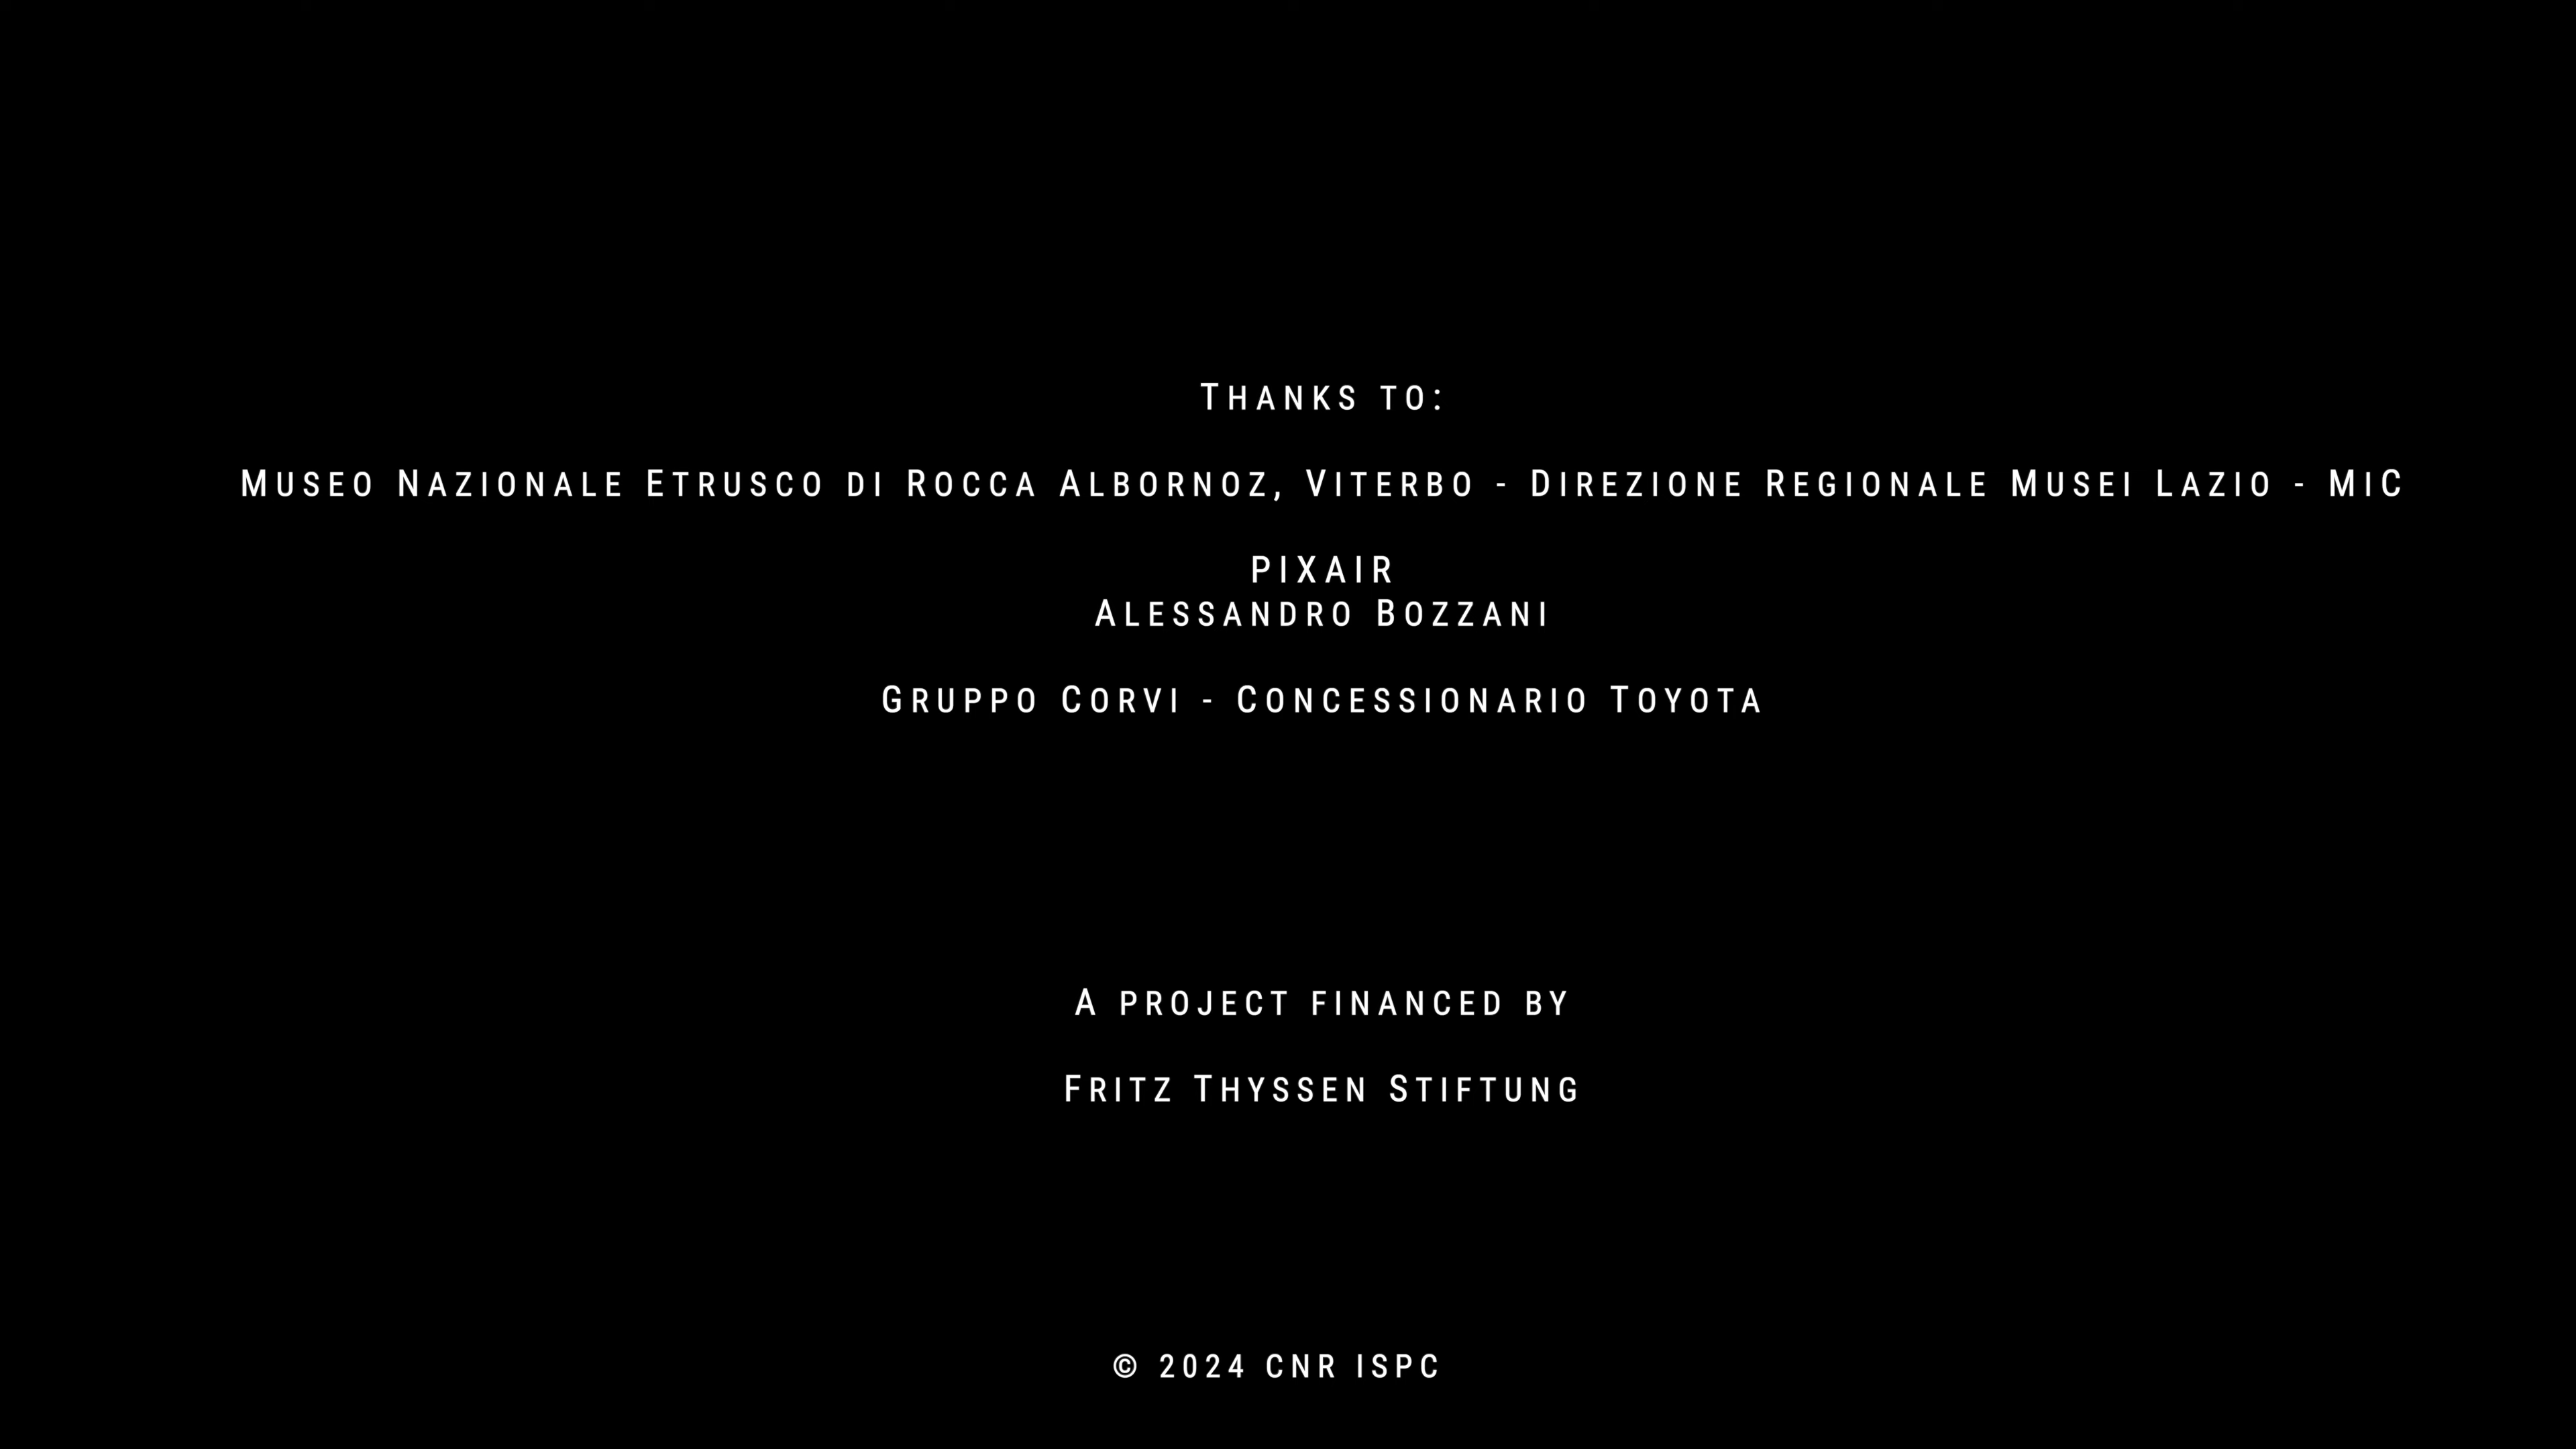 Thanks to:
Museo Nazionale Etrusco di Rocca Albornoz, Viterbo - Direzione Regionale Musei Lazio - MiC
PIXAIR
Alessandro Bozzani
Gruppo Corvi - Concessionario Toyota
A project financed by
Fritz Thyssen Stiftung
© 2024 CNR ISPC